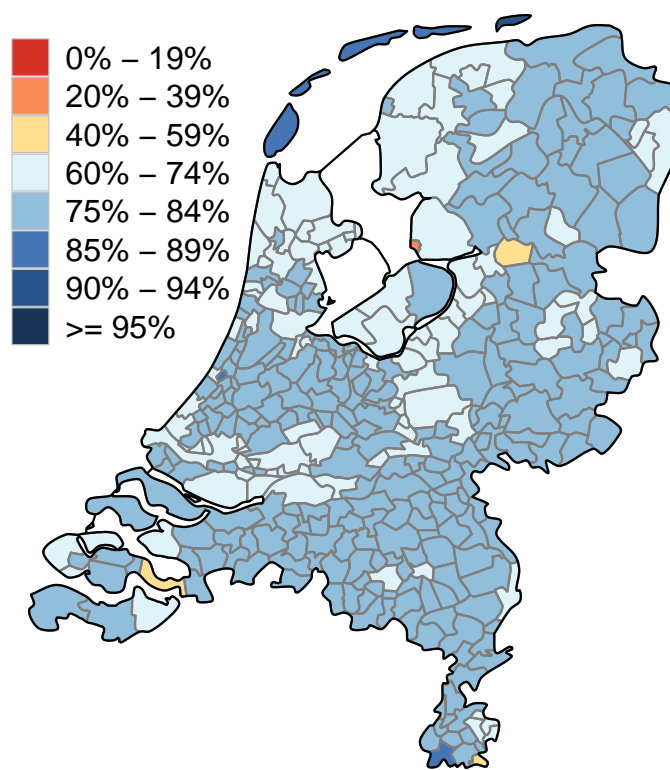 0% – 19%
20% – 39%
40% – 59%
60% – 74%
75% – 84%
85% – 89%
90% – 94%
>= 95%